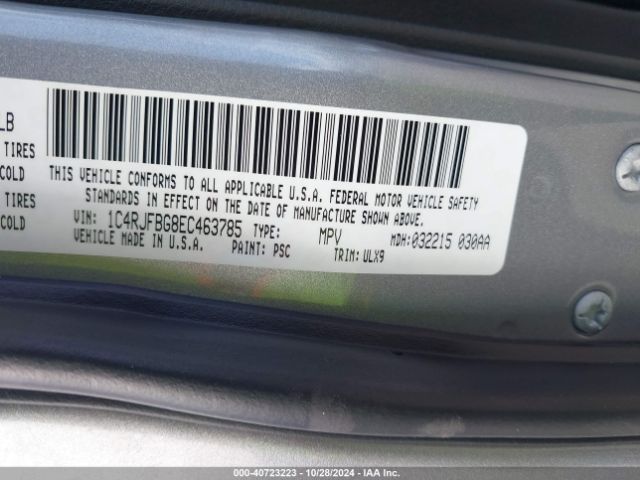 LB
TIRES
COLD
TIRES
COLD
THIS VEHICLE CONFORMS TO ALL APPLICABLE U.S.A. FEDERAL MOTOR VEHICLE SAFETY
STANDARDS IN EFFECT ON THE DATE OF MANUFACTURE SHOWN ABOVE.
VIN: 1C4RJFBG8EC463785 TYPE: MPV MDH:032215 030AA
VEHICLE MADE IN U.S.A. PAINT: PSC TRIM: ULX9
000-40723223 | 10/28/2024 | IAAI.com